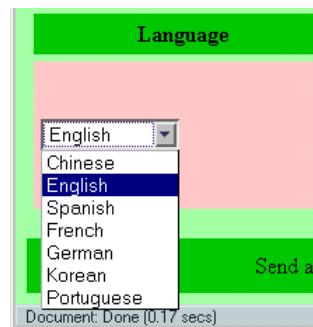 Language
English
Chinese
English
Spanish
French
German
Korean
Portuguese
Send a
Document: Done (0.17 secs)